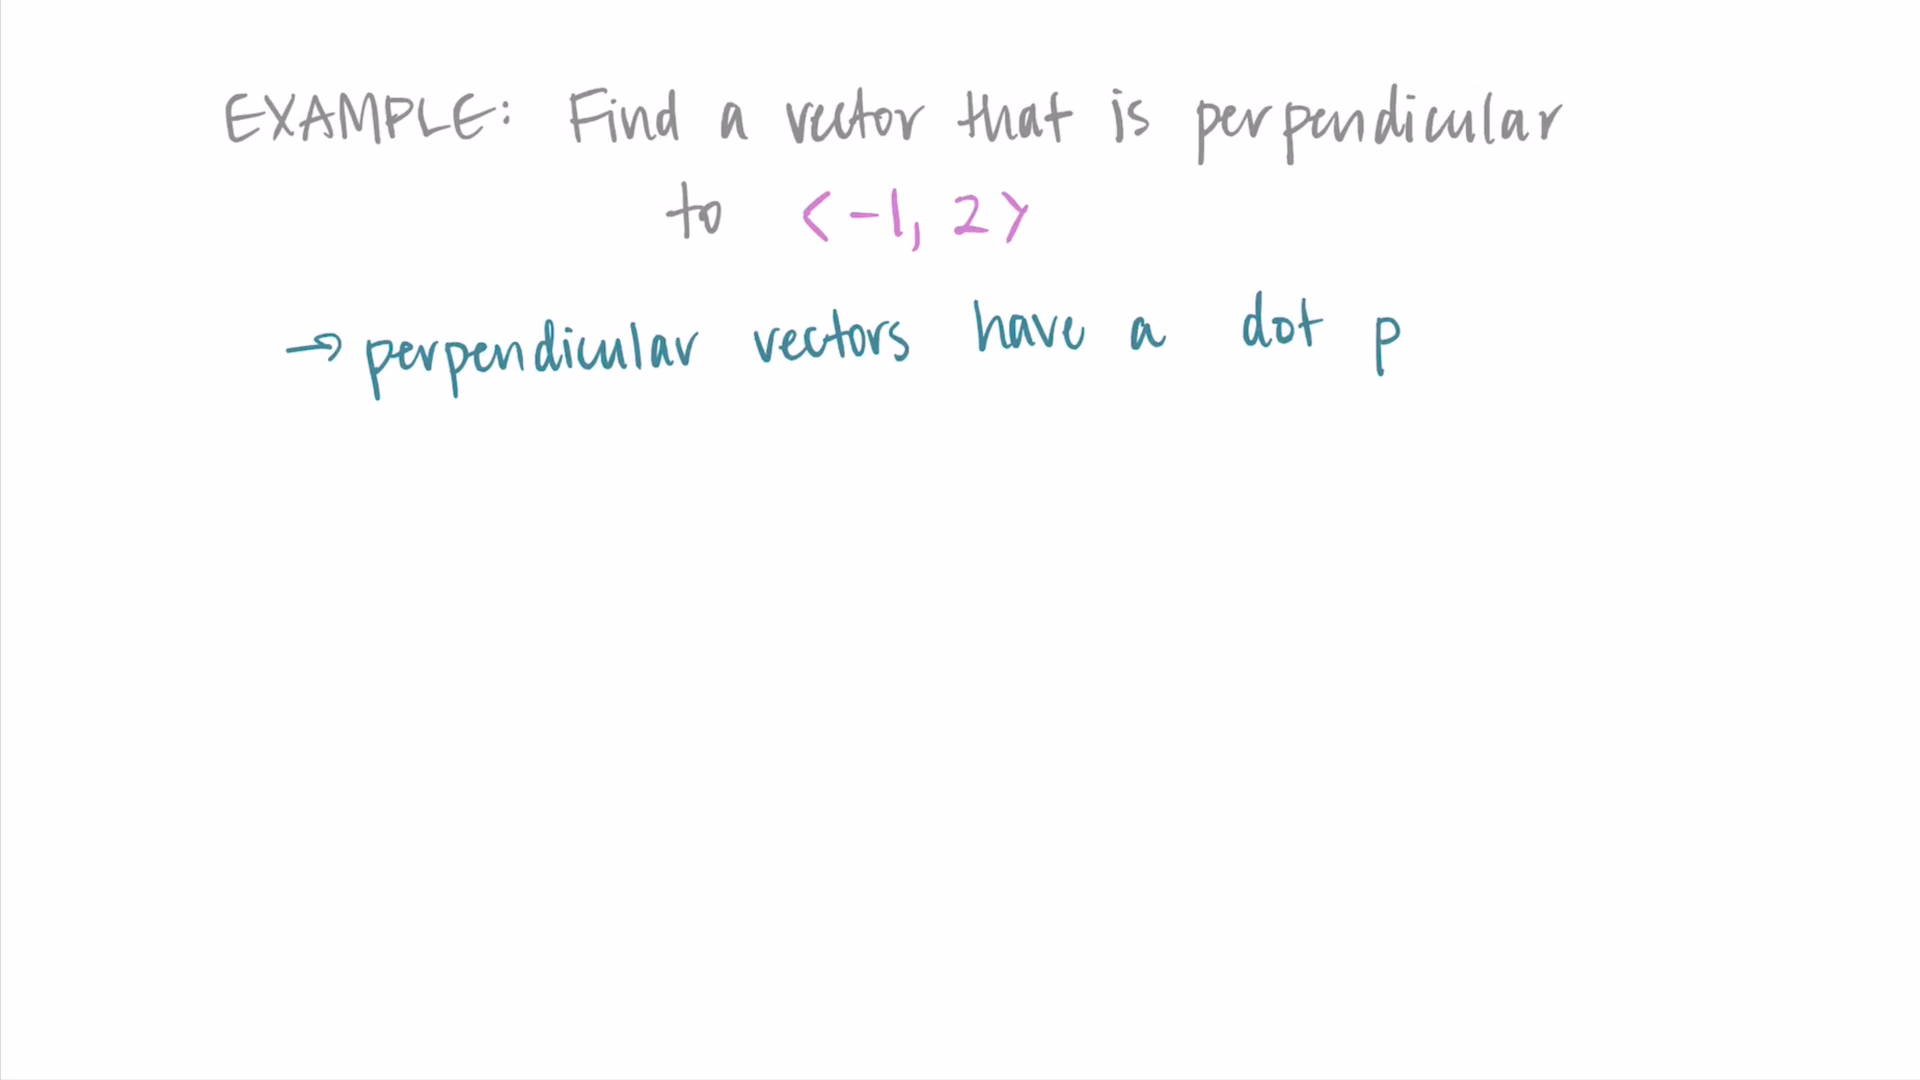 EXAMPLE: Find a vector that is perpendicular
to <-1, 2>
→ perpendicular vectors have a dot p